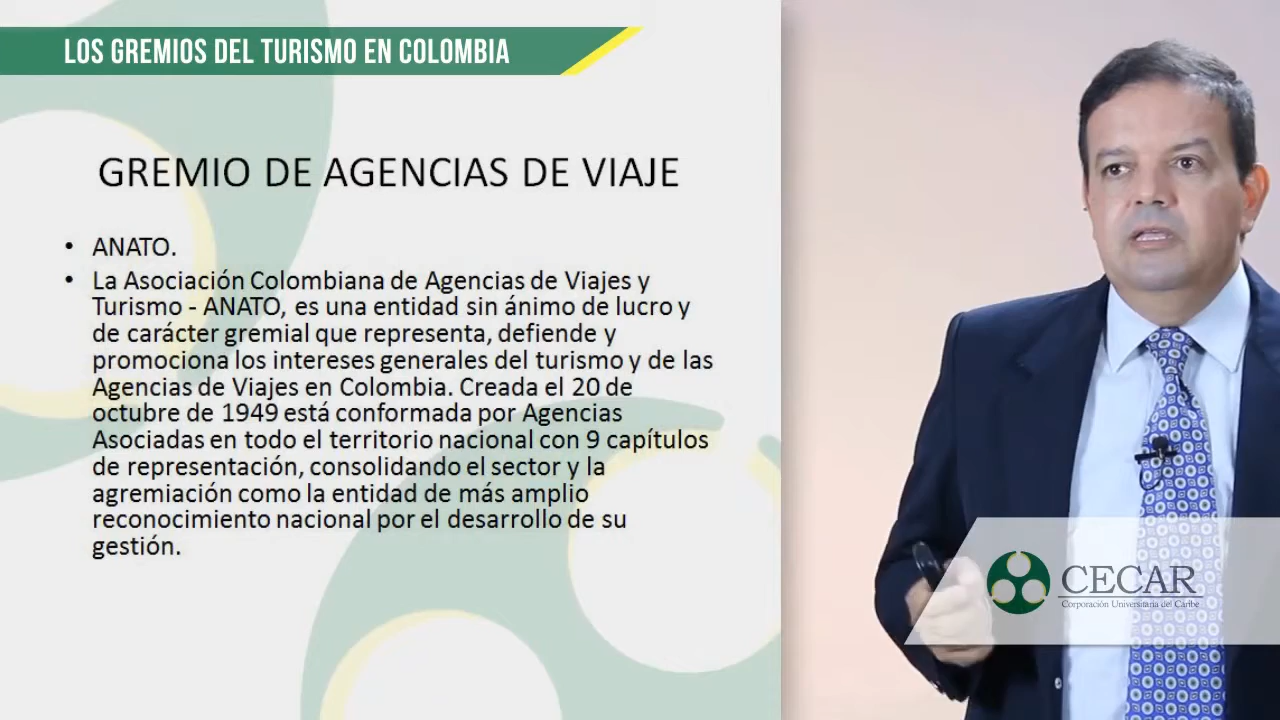 LOS GREMIOS DEL TURISMO EN COLOMBIA
GREMIO DE AGENCIAS DE VIAJE
• ANATO.
• La Asociación Colombiana de Agencias de Viajes y
Turismo - ANATO, es una entidad sin ánimo de lucro y
de carácter gremial que representa, defiende y
promociona los intereses generales del turismo y de las
Agencias de Viajes en Colombia. Creada el 20 de
octubre de 1949 está conformada por Agencias
Asociadas en todo el territorio nacional con 9 capítulos
de representación, consolidando el sector y la
agremiación como la entidad de más amplio
reconocimiento nacional por el desarrollo de su
gestión.
CECAR
Corporación Universitaria del Caribe